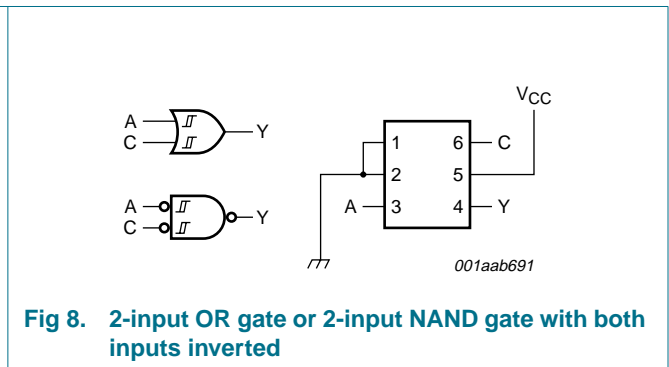 V_CC
A
C
Y
A
C
Y
1
2
A
3
6
C
5
4
Y
001aab691
Fig 8. 2-input OR gate or 2-input NAND gate with both
inputs inverted